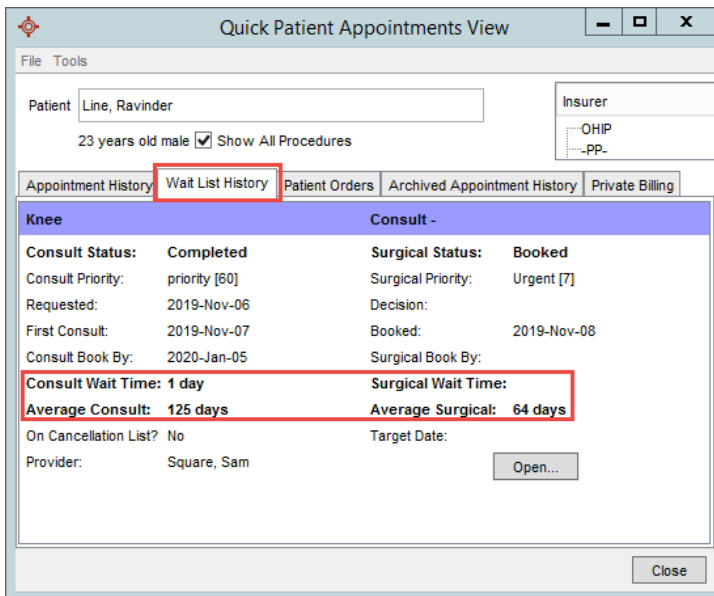 Quick Patient Appointments View
File Tools
Patient Line, Ravinder
Insurer
OHIP
-PP-
23 years old male Show All Procedures
Appointment History Wait List History Patient Orders Archived Appointment History Private Billing
Knee Consult -
Consult Status: Completed Surgical Status: Booked
Consult Priority: priority [60] Surgical Priority: Urgent [7]
Requested: 2019-Nov-06 Decision:
First Consult: 2019-Nov-07 Booked: 2019-Nov-08
Consult Book By: 2020-Jan-05 Surgical Book By:
Consult Wait Time: 1 day Surgical Wait Time:
Average Consult: 125 days Average Surgical: 64 days
On Cancellation List? No Target Date:
Provider: Square, Sam Open...
Close